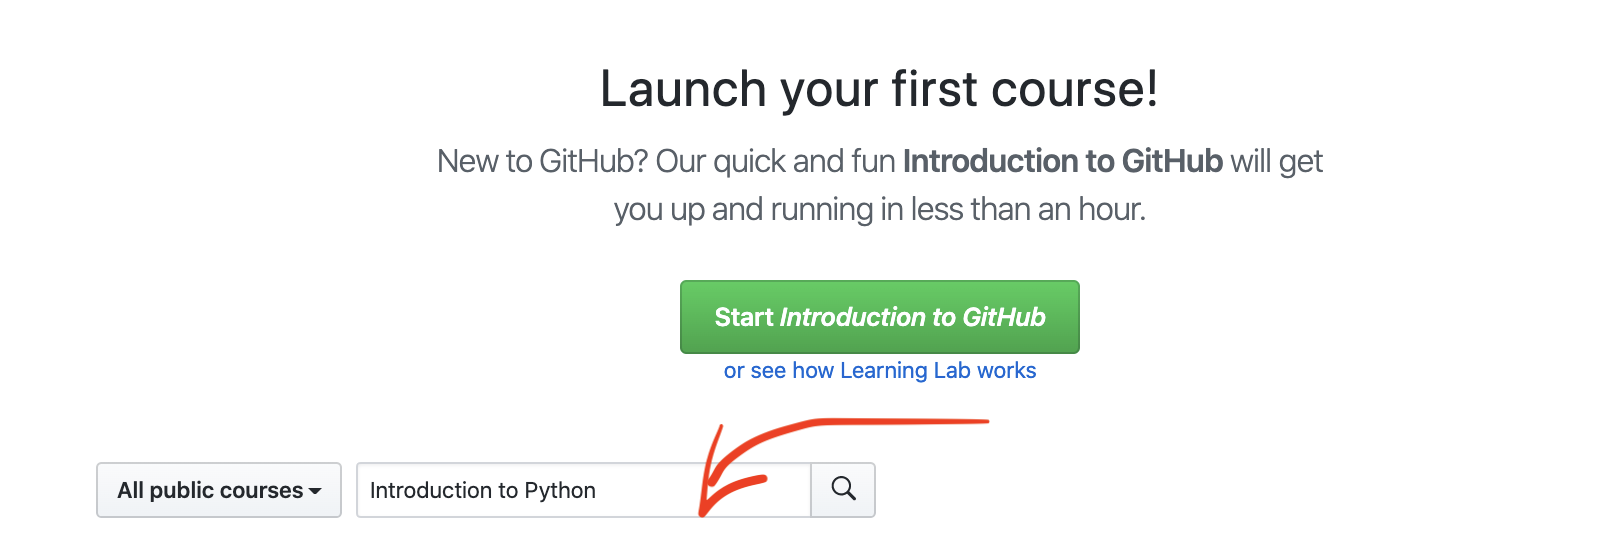 Launch your first course!
New to GitHub? Our quick and fun Introduction to GitHub will get
you up and running in less than an hour.
Start Introduction to GitHub
or see how Learning Lab works
All public courses
Introduction to Python